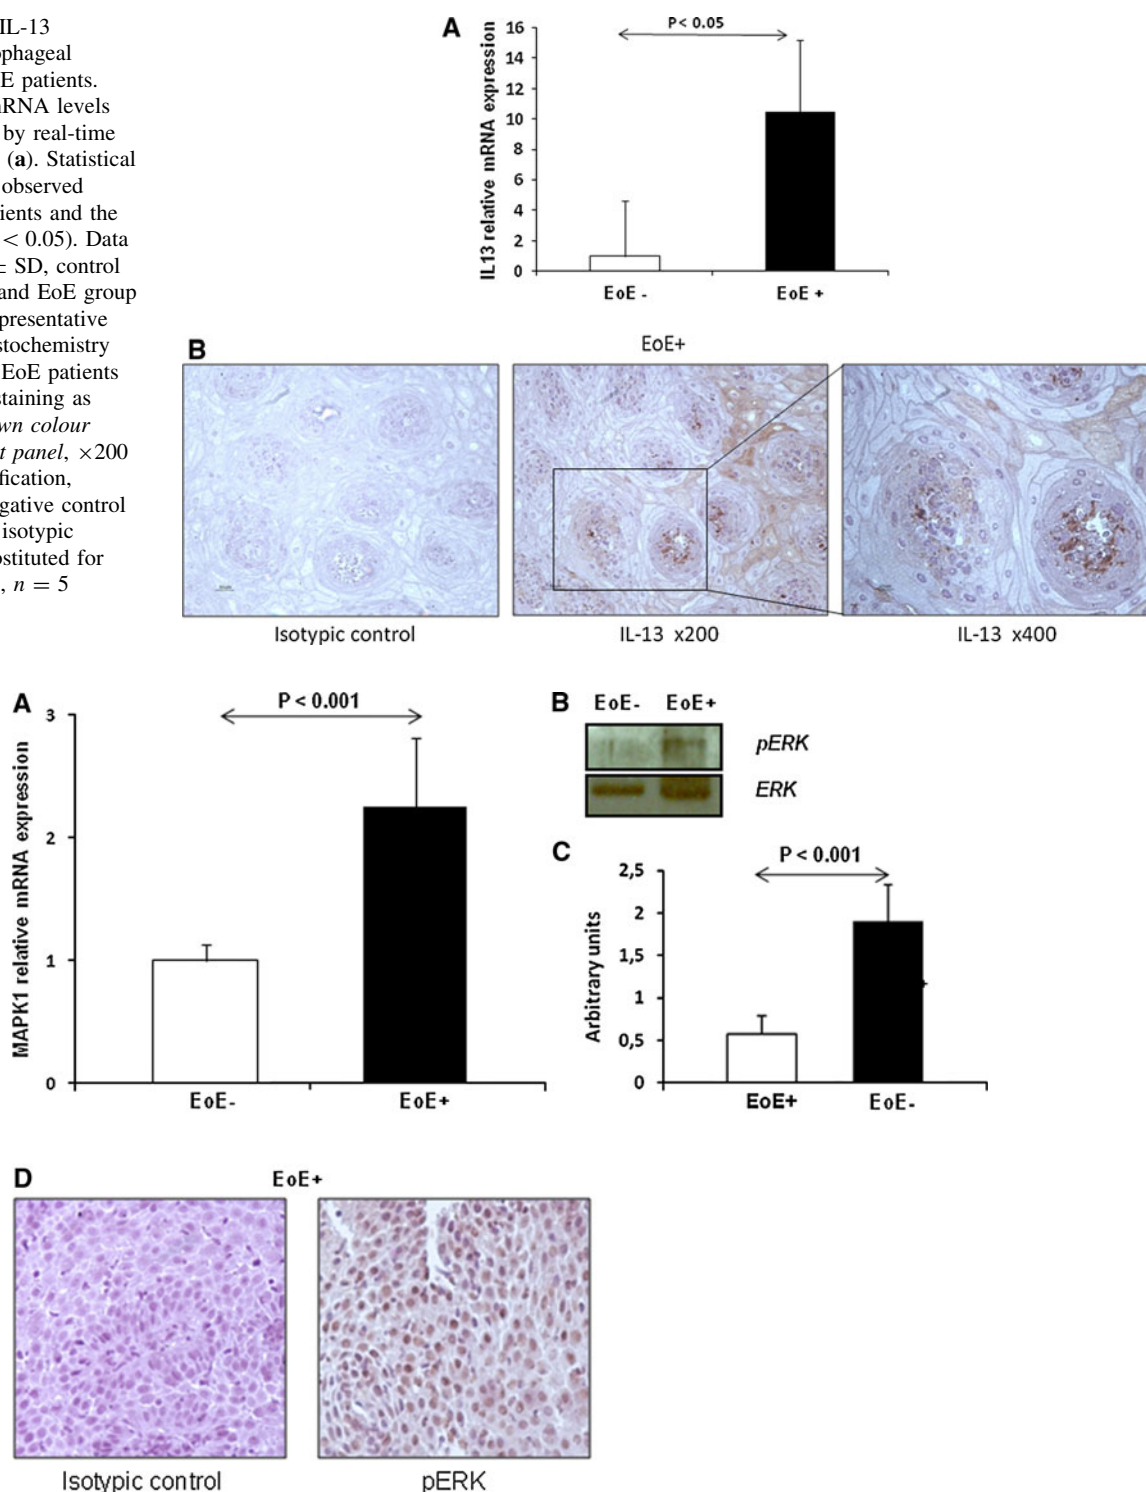 IL-13
ophageal
E patients.
mRNA levels
by real-time
(a). Statistical
observed
ients and the
< 0.05). Data
± SD, control
and EoE group
presentative
stochemistry
EoE patients
staining as
wn colour
t panel, ×200
ification,
gative control
isotypic
ostituted for
, n = 5
A
P < 0.05
IL13 relative mRNA expression
16
14
12
10
8
6
4
2
0
EoE -
EoE +
B
EoE+
Isotypic control
IL-13 x200
IL-13 x400
A
P < 0.001
MAPK1 relative mRNA expression
3
2
1
0
EoE-
EoE+
B
EoE- EoE+
pERK
ERK
C
P < 0.001
Arbitrary units
2,5
2
1,5
1
0,5
0
EoE+
EoE-
D
EoE+
Isotypic control
pERK